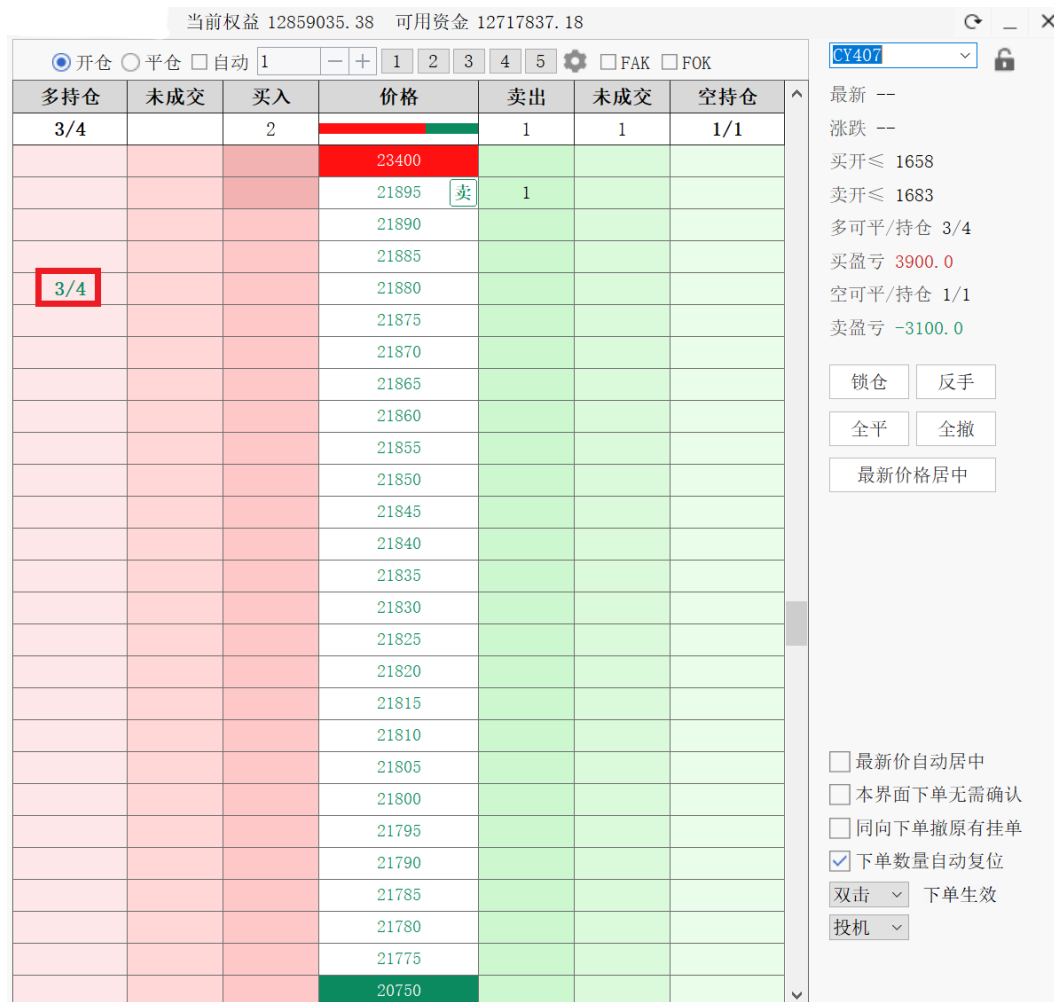 当前权益 12859035.38 可用资金 12717837.18
开仓 平仓 自动 1 － ＋ 1 2 3 4 5 FAK FOK
CY407
多持仓 未成交 买入 价格 卖出 未成交 空持仓
3/4 2 1 1 1/1
23400
21895 卖 1
21890
21885
3/4 21880
21875
21870
21865
21860
21855
21850
21845
21840
21835
21830
21825
21820
21815
21810
21805
21800
21795
21790
21785
21780
21775
20750
最新 --
涨跌 --
买开≤ 1658
卖开≤ 1683
多可平/持仓 3/4
买盈亏 3900.0
空可平/持仓 1/1
卖盈亏 -3100.0
锁仓 反手
全平 全撤
最新价格居中
最新价自动居中
本界面下单无需确认
同向下单撤原有挂单
下单数量自动复位
双击 下单生效
投机